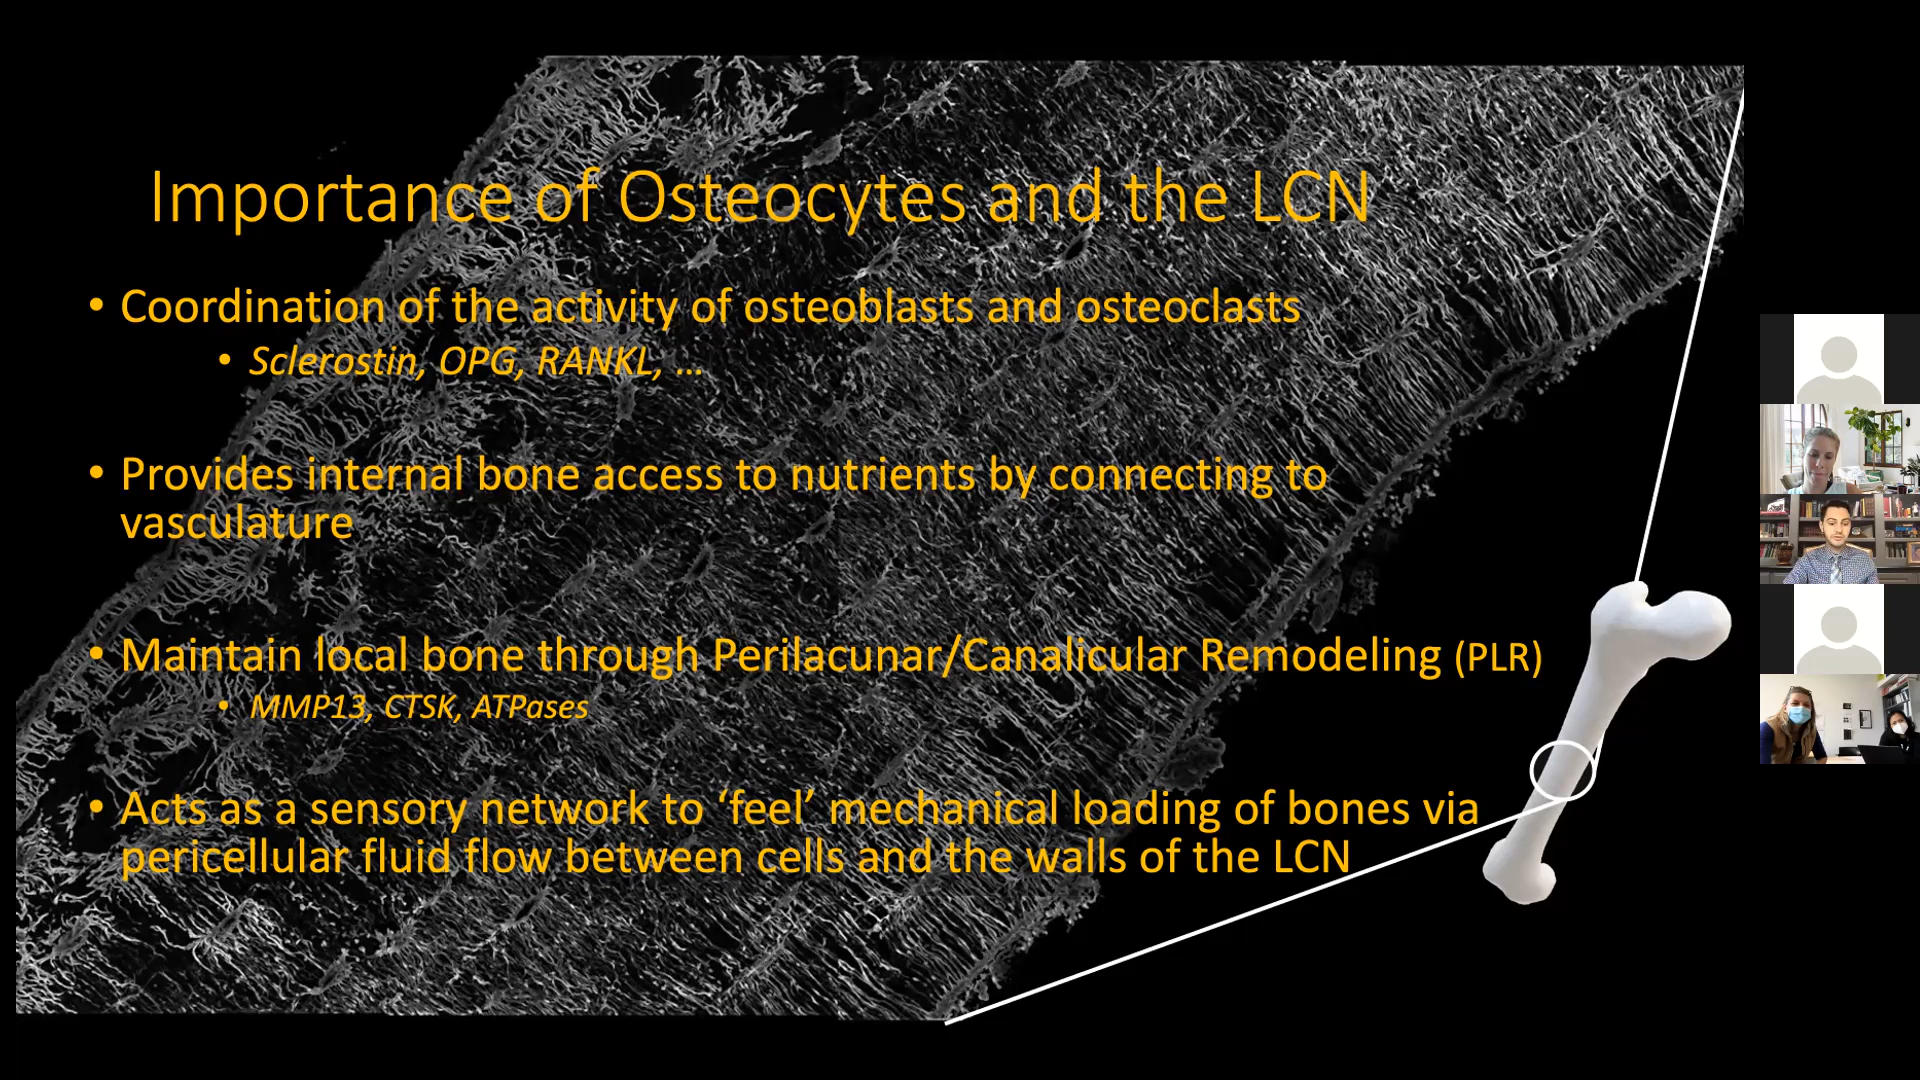 Importance of Osteocytes and the LCN
• Coordination of the activity of osteoblasts and osteoclasts
• Sclerostin, OPG, RANKL, ...
• Provides internal bone access to nutrients by connecting to
vasculature
• Maintain local bone through Perilacunar/Canalicular Remodeling (PLR)
• MMP13, CTSK, ATPases
• Acts as a sensory network to ‘feel’ mechanical loading of bones via
pericellular fluid flow between cells and the walls of the LCN